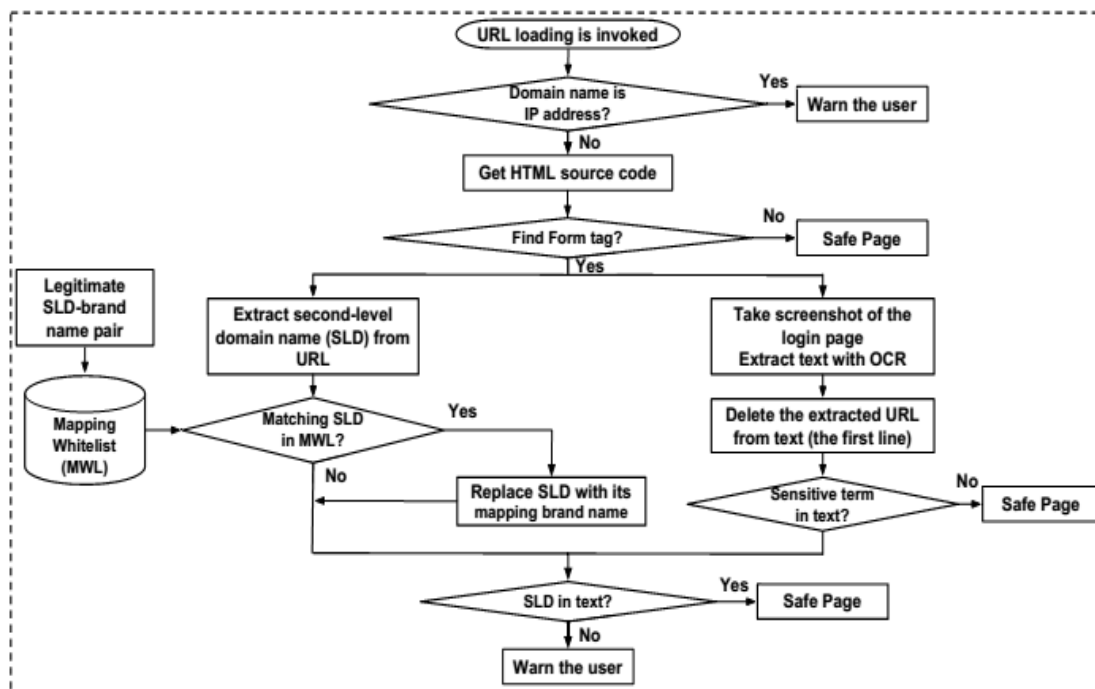 URL loading is invoked
Domain name is
IP address?
Yes
Warn the user
No
Get HTML source code
Find Form tag?
No
Safe Page
Yes
Legitimate
SLD-brand
name pair
Mapping
Whitelist
(MWL)
Extract second-level
domain name (SLD) from
URL
Matching SLD
in MWL?
Yes
No
Replace SLD with its
mapping brand name
Take screenshot of the
login page
Extract text with OCR
Delete the extracted URL
from text (the first line)
Sensitive term
in text?
No
Safe Page
SLD in text?
Yes
Safe Page
No
Warn the user